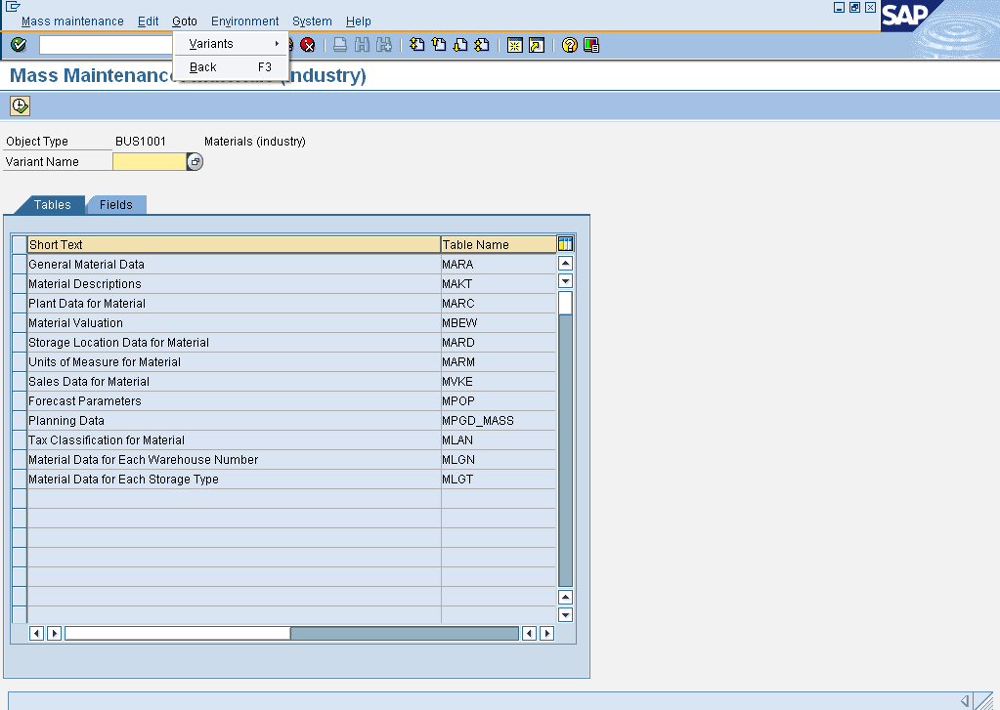 Mass maintenance Edit Goto Environment System Help
SAP
Variants
Back F3
Mass Maintenanc ndustry)
Object Type BUS1001 Materials (industry)
Variant Name
Tables Fields
Short Text Table Name
General Material Data MARA
Material Descriptions MAKT
Plant Data for Material MARC
Material Valuation MBEW
Storage Location Data for Material MARD
Units of Measure for Material MARM
Sales Data for Material MVKE
Forecast Parameters MPOP
Planning Data MPGD_MASS
Tax Classification for Material MLAN
Material Data for Each Warehouse Number MLGN
Material Data for Each Storage Type MLGT